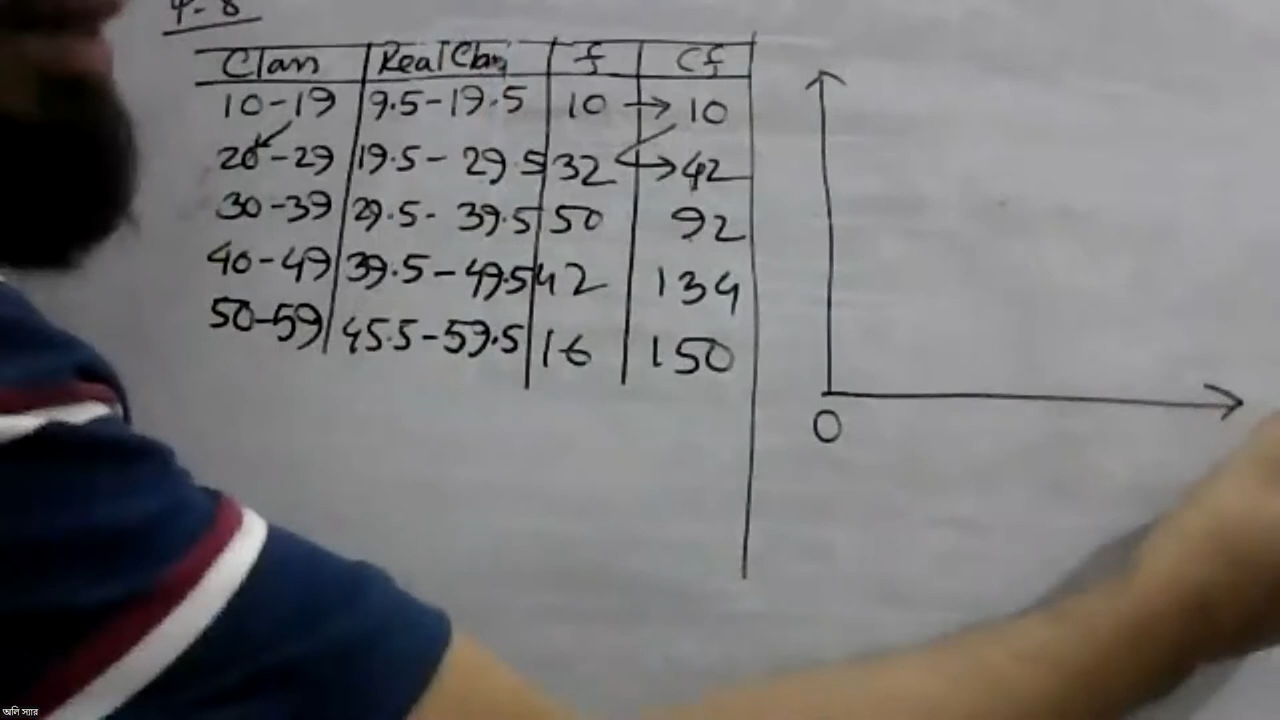 Class Real Class f Cf
10-19 9.5-19.5 10 → 10
20-29 19.5-29.5 32 → 42
30-39 29.5-39.5 50 92
40-49 39.5-49.5 42 134
50-59 45.5-59.5 16 150
0
অলি স্যার